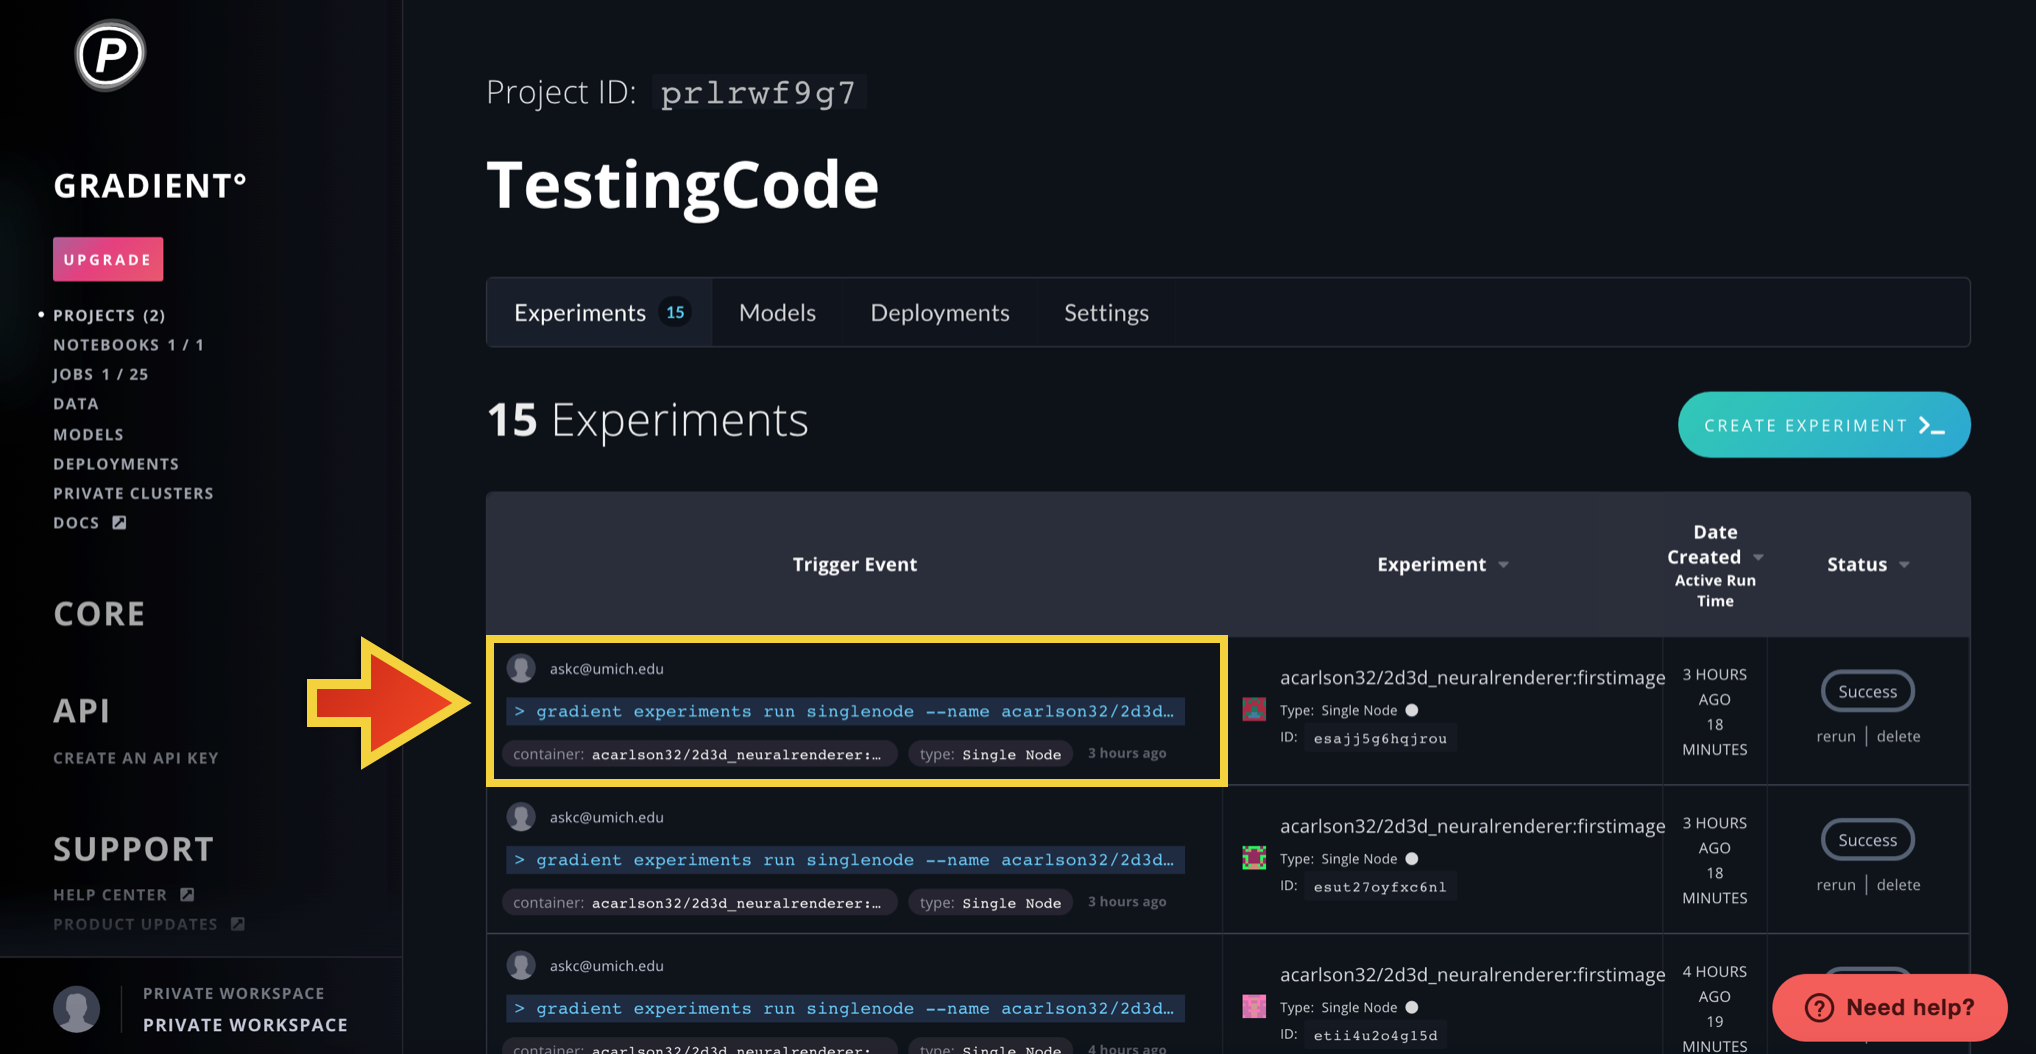 P
GRADIENT°
UPGRADE
PROJECTS (2)
NOTEBOOKS 1 / 1
JOBS 1 / 25
DATA
MODELS
DEPLOYMENTS
PRIVATE CLUSTERS
DOCS
CORE
API
CREATE AN API KEY
SUPPORT
HELP CENTER
PRODUCT UPDATES
PRIVATE WORKSPACE
PRIVATE WORKSPACE
Project ID: prlrwf9g7
TestingCode
Experiments 15 Models Deployments Settings
15 Experiments
CREATE EXPERIMENT
Trigger Event
Experiment
Date
Created
Active Run
Time
Status
askc@umich.edu
> gradient experiments run singlenode --name acarlson32/2d3d…
container: acarlson32/2d3d_neuralrenderer:… type: Single Node 3 hours ago
acarlson32/2d3d_neuralrenderer:firstimage
Type: Single Node
ID: esajj5g6hqjrou
3 HOURS
AGO
18
MINUTES
Success
rerun | delete
askc@umich.edu
> gradient experiments run singlenode --name acarlson32/2d3d…
container: acarlson32/2d3d_neuralrenderer:… type: Single Node 3 hours ago
acarlson32/2d3d_neuralrenderer:firstimage
Type: Single Node
ID: esut27oyfxc6nl
3 HOURS
AGO
18
MINUTES
Success
rerun | delete
askc@umich.edu
> gradient experiments run singlenode --name acarlson32/2d3d…
container: acarlson32/2d3d_neuralrenderer:… type: Single Node 4 hours ago
acarlson32/2d3d_neuralrenderer:firstimage
Type: Single Node
ID: etii4u2o4gl5d
4 HOURS
AGO
19
MINUTES
Need help?